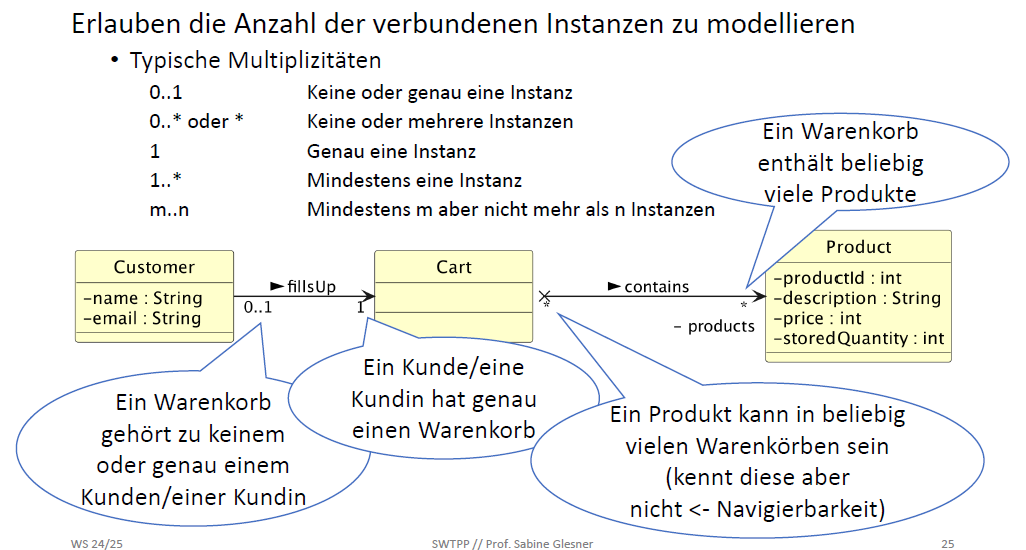 Erlauben die Anzahl der verbundenen Instanzen zu modellieren
• Typische Multiplizitäten
0..1 Keine oder genau eine Instanz
0..* oder * Keine oder mehrere Instanzen
1 Genau eine Instanz
1..* Mindestens eine Instanz
m..n Mindestens m aber nicht mehr als n Instanzen
Ein Warenkorb
enthält beliebig
viele Produkte
Customer
-name : String
-email : String
► fillsUp
0..1 1
Cart
► contains
* *
- products
Product
-productId : int
-description : String
-price : int
-storedQuantity : int
Ein Warenkorb
gehört zu keinem
oder genau einem
Kunden/einer Kundin
Ein Kunde/eine
Kundin hat genau
einen Warenkorb
Ein Produkt kann in beliebig
vielen Warenkörben sein
(kennt diese aber
nicht <- Navigierbarkeit)
WS 24/25 SWTPP // Prof. Sabine Glesner 25